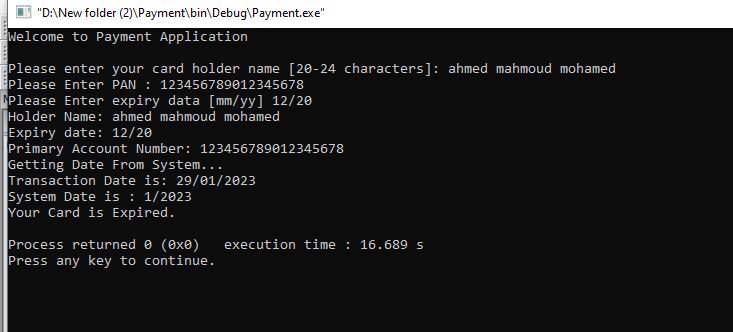 "D:\New folder (2)\Payment\bin\Debug\Payment.exe"
Welcome to Payment Application
Please enter your card holder name [20-24 characters]: ahmed mahmoud mohamed
Please Enter PAN : 123456789012345678
Please Enter expiry data [mm/yy] 12/20
Holder Name: ahmed mahmoud mohamed
Expiry date: 12/20
Primary Account Number: 123456789012345678
Getting Date From System...
Transaction Date is: 29/01/2023
System Date is : 1/2023
Your Card is Expired.
Process returned 0 (0x0)   execution time : 16.689 s
Press any key to continue.